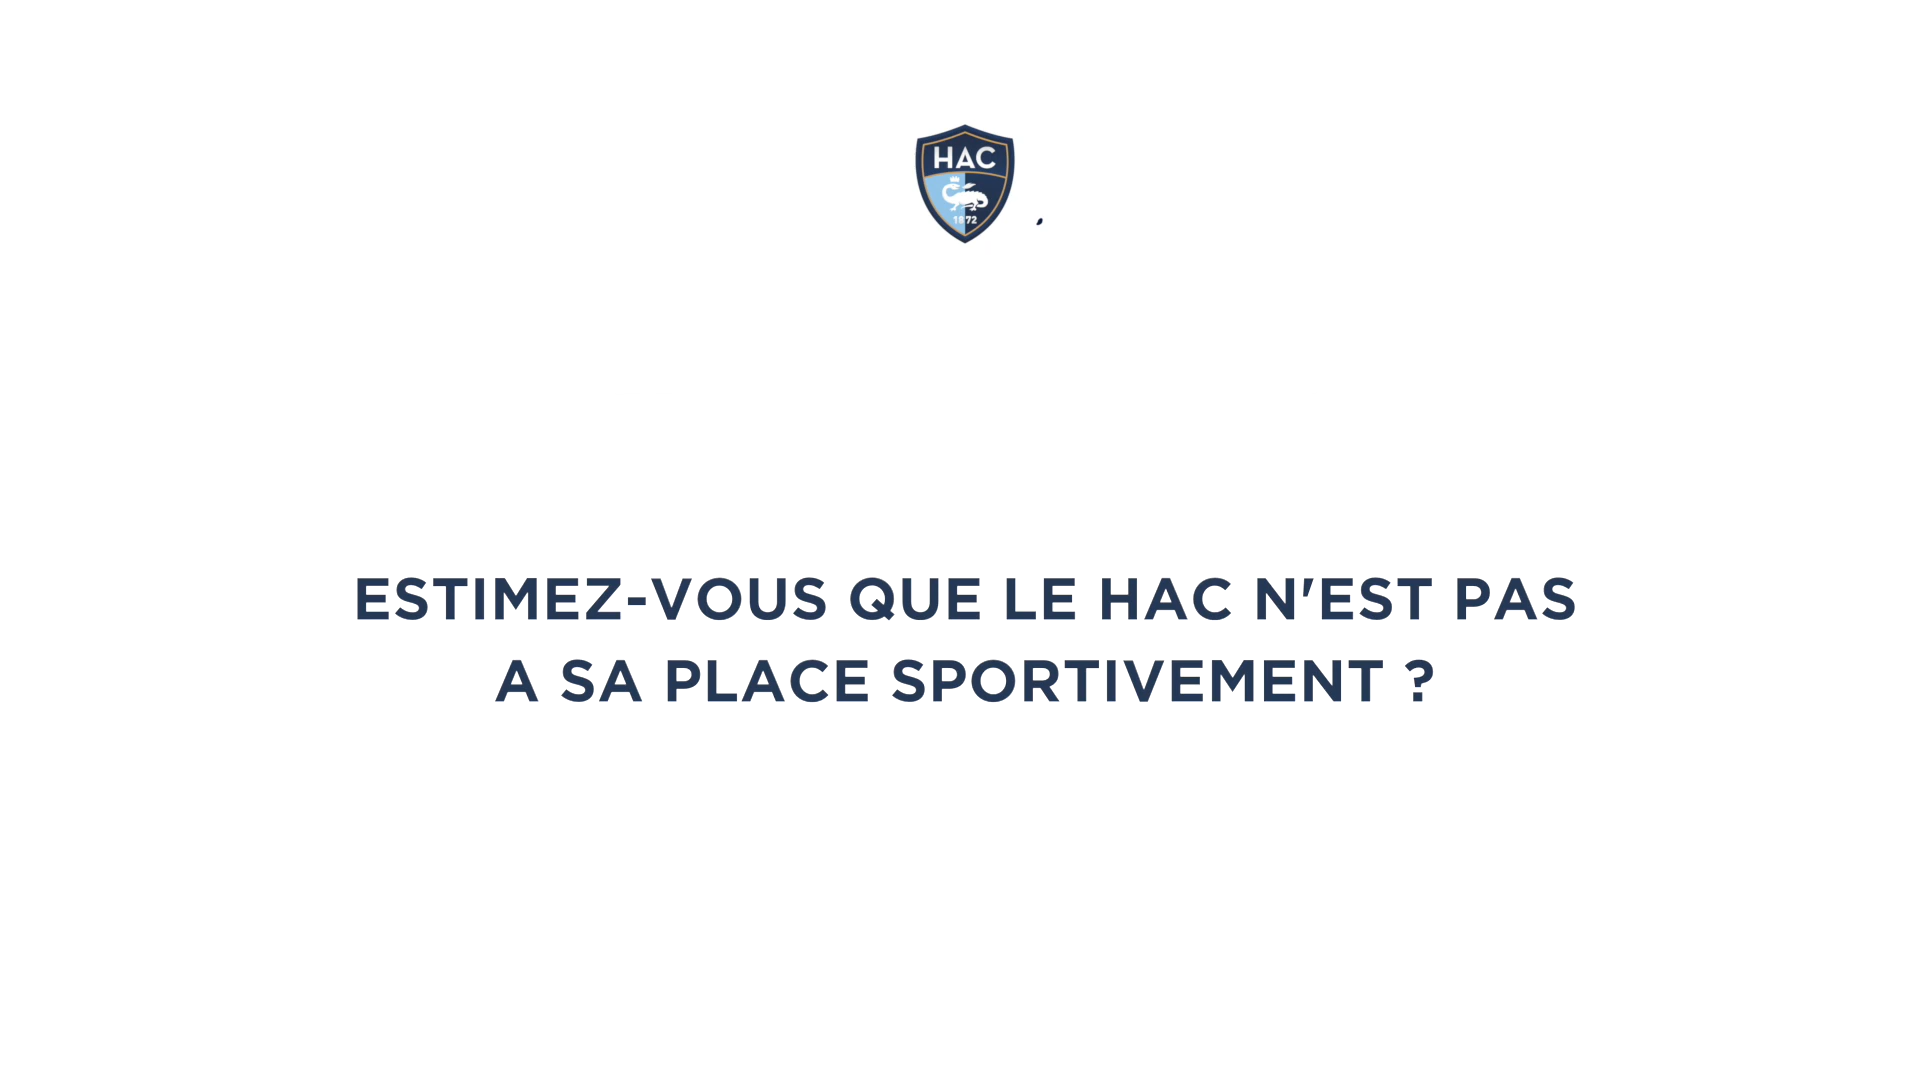 HAC
1872
ESTIMEZ-VOUS QUE LE HAC N'EST PAS
A SA PLACE SPORTIVEMENT ?